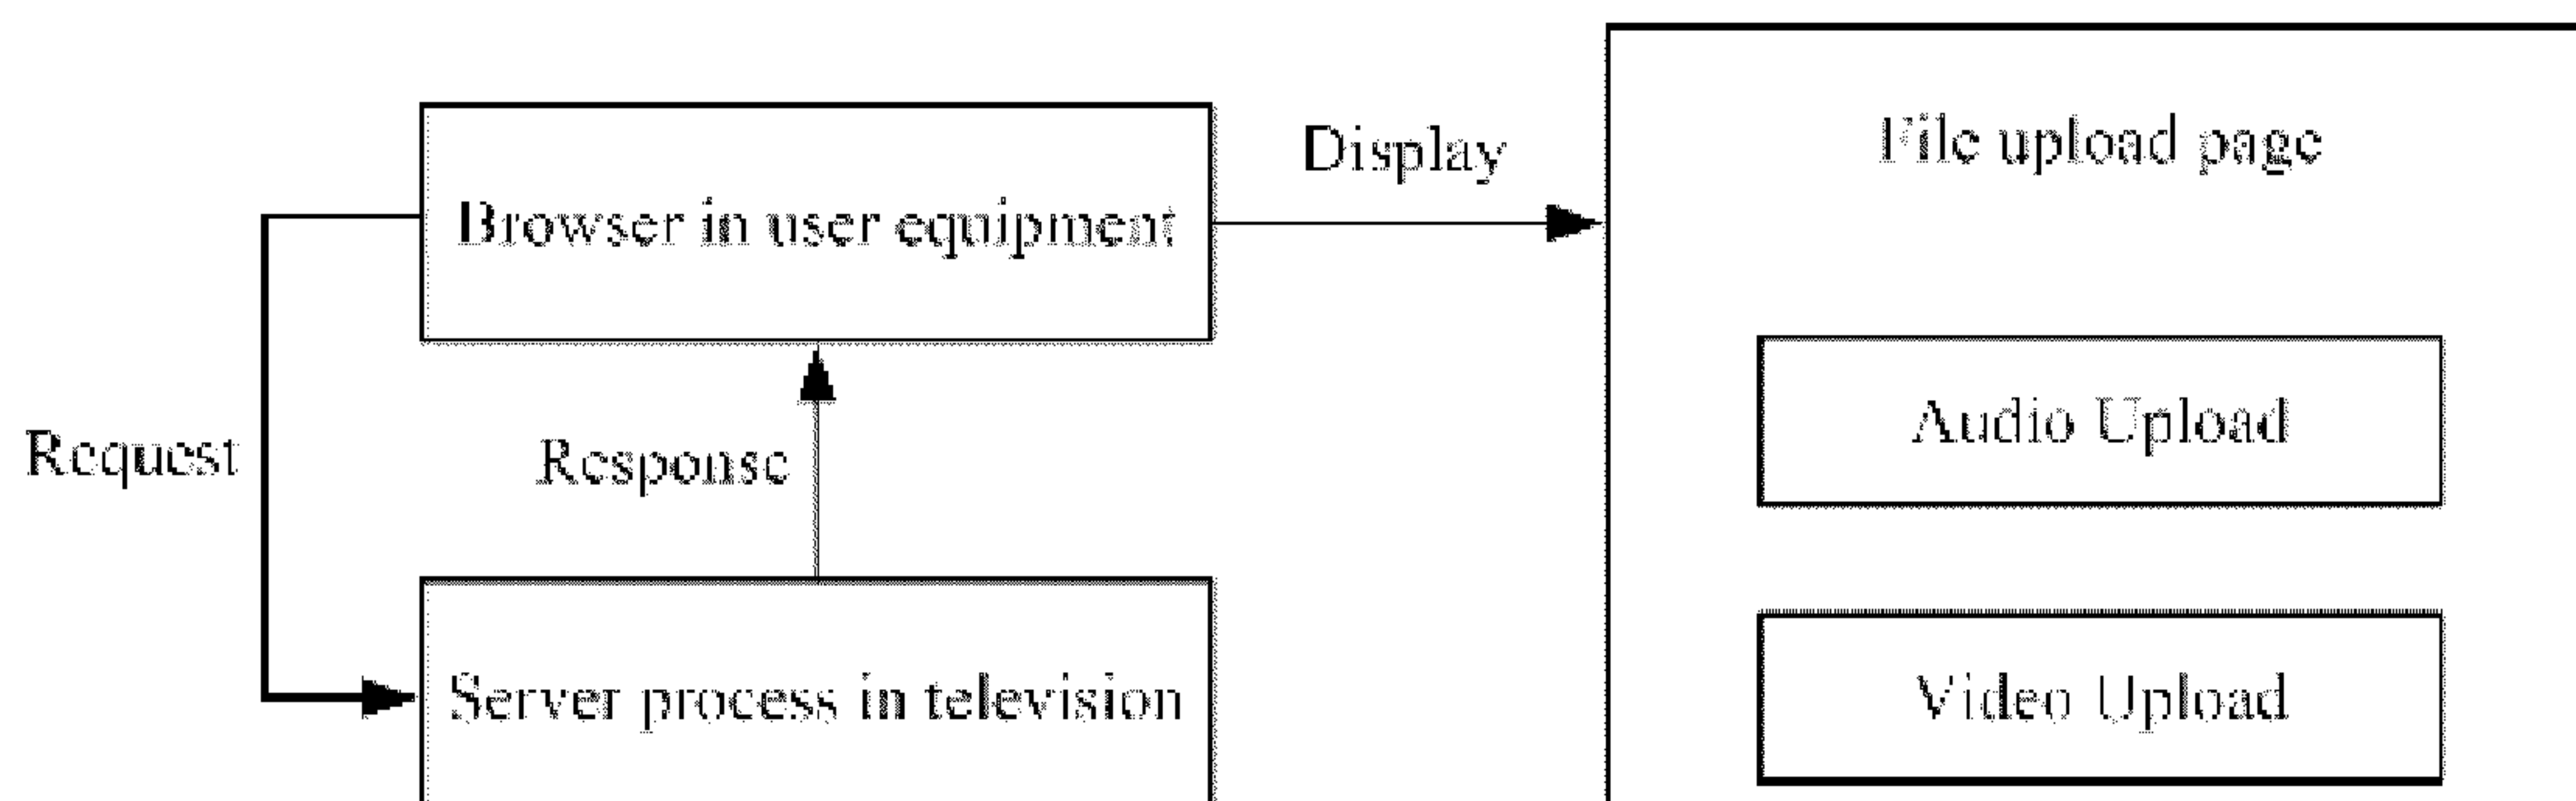 Display
File upload page
Browser in user equipment
Audio Upload
Request
Response
Server process in television
Video Upload